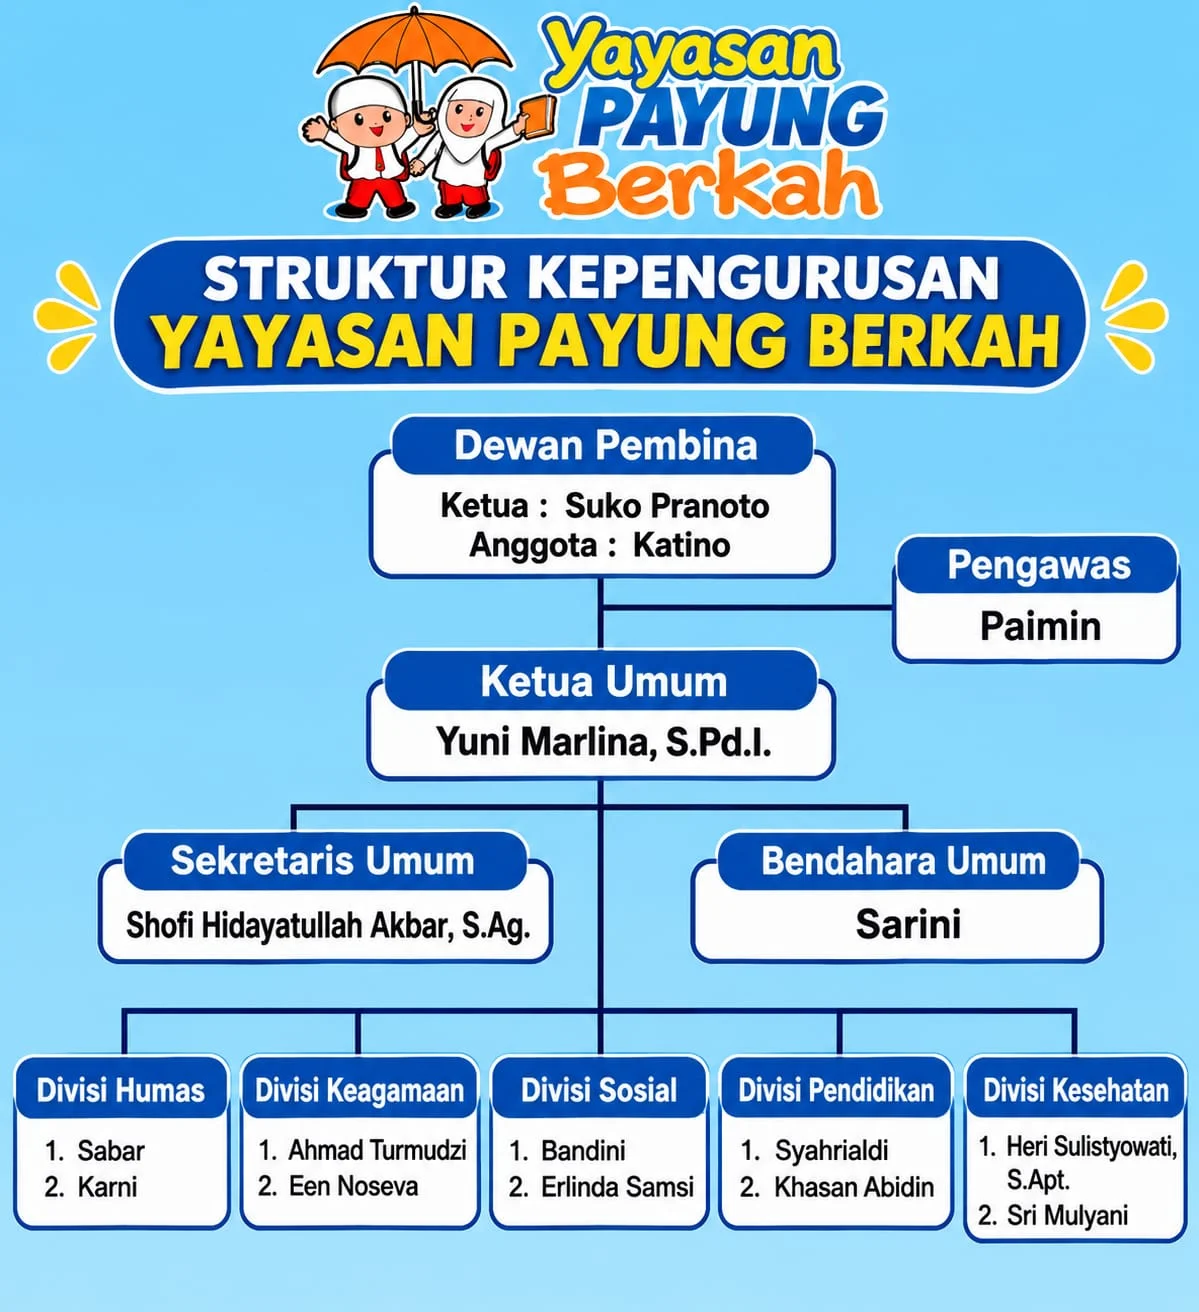 Yayasan
PAYUNG
Berkah
STRUKTUR KEPENGURUSAN
YAYASAN PAYUNG BERKAH
Dewan Pembina
Ketua : Suko Pranoto
Anggota : Katino
Pengawas
Paimin
Ketua Umum
Yuni Marlina, S.Pd.I.
Sekretaris Umum
Shofi Hidayatullah Akbar, S.Ag.
Bendahara Umum
Sarini
Divisi Humas
1. Sabar
2. Karni
Divisi Keagamaan
1. Ahmad Turmudzi
2. Een Noseva
Divisi Sosial
1. Bandini
2. Erlinda Samsi
Divisi Pendidikan
1. Syahrialdi
2. Khasan Abidin
Divisi Kesehatan
1. Heri Sulistyowati,
S.Apt.
2. Sri Mulyani